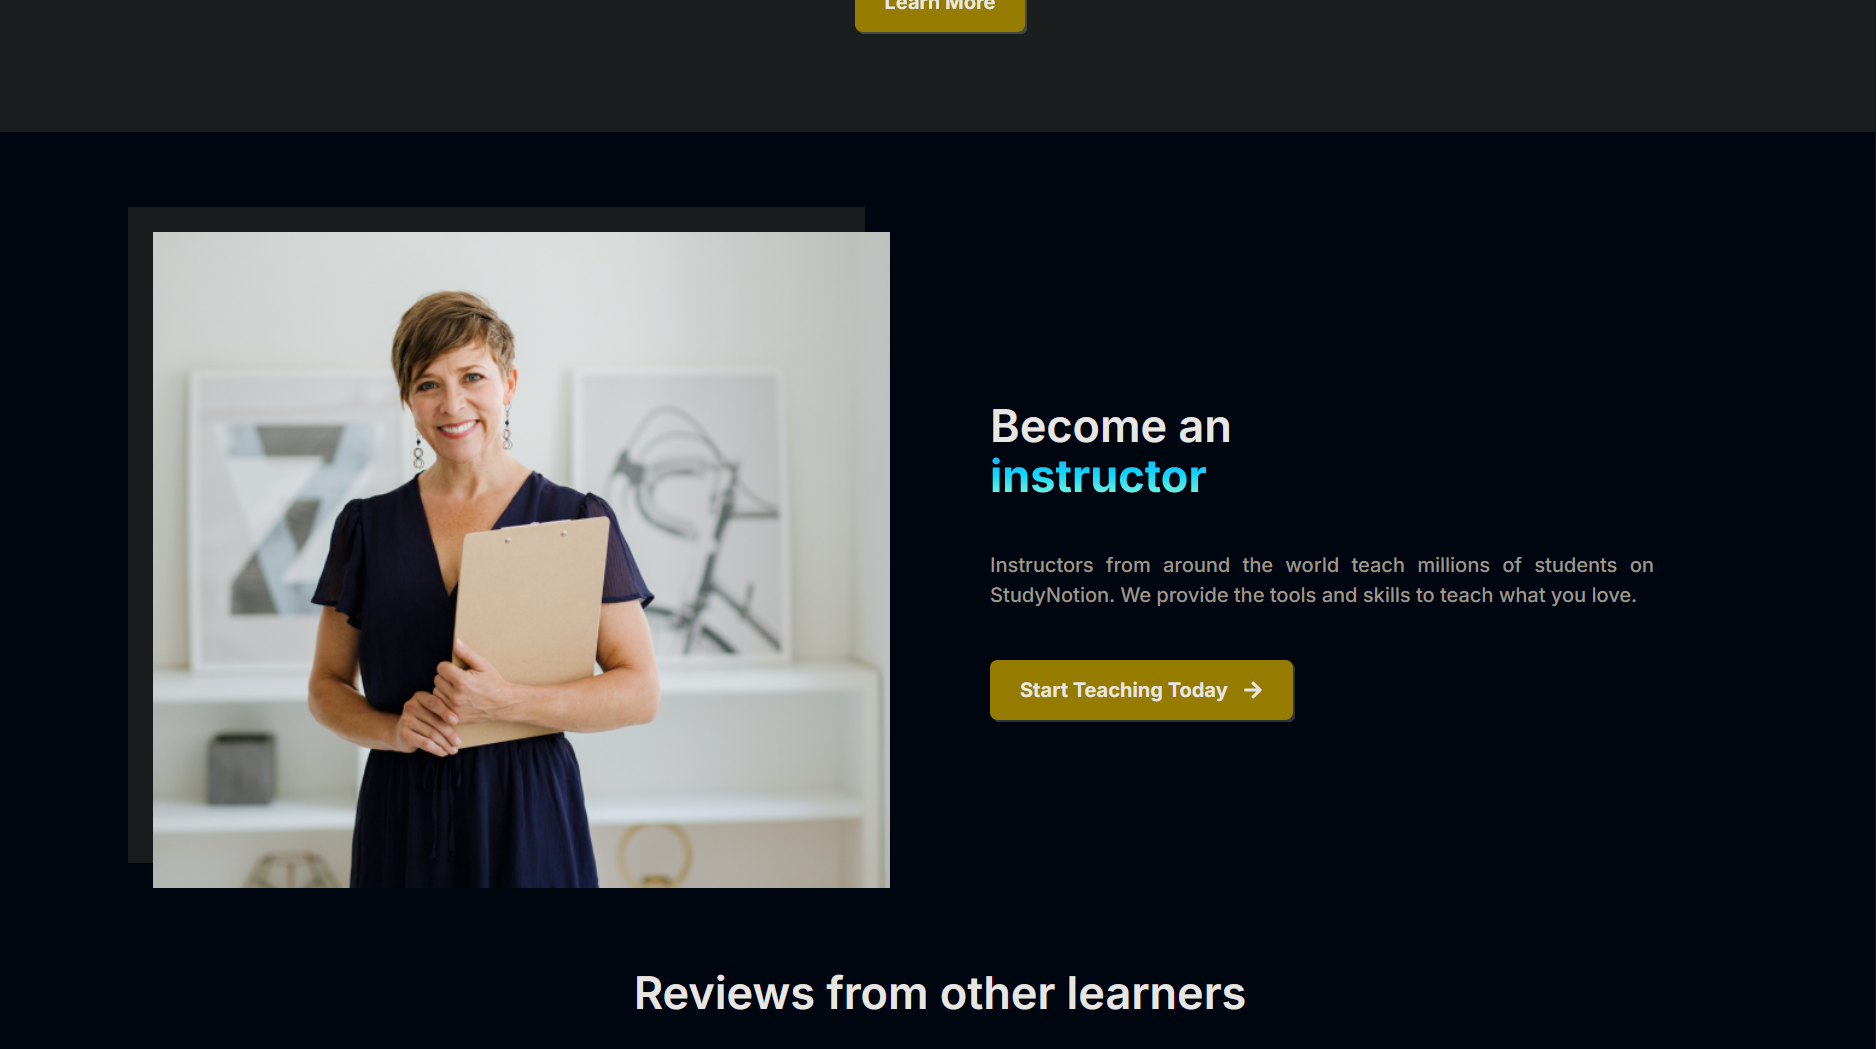 Learn More
Become an
instructor
Instructors from around the world teach millions of students on
StudyNotion. We provide the tools and skills to teach what you love.
Start Teaching Today
Reviews from other learners